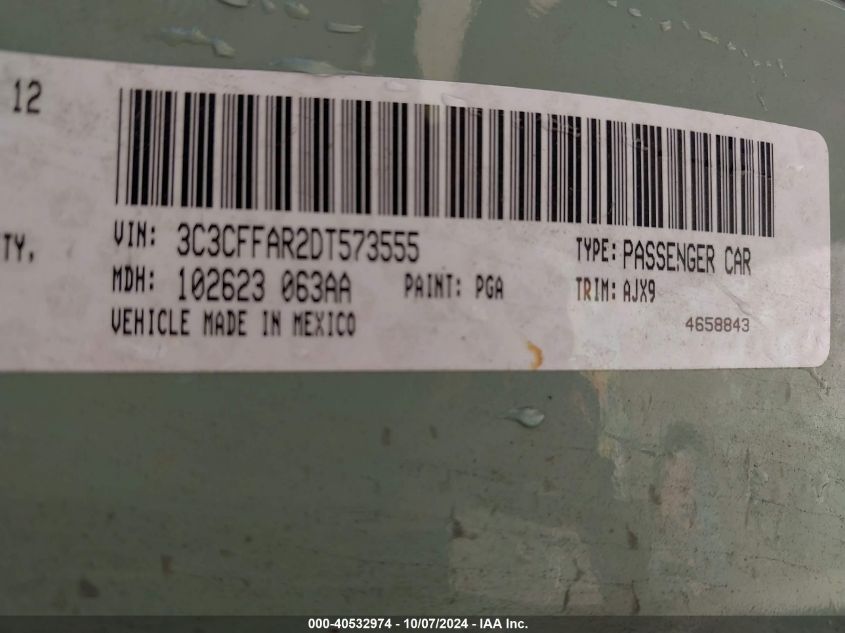 12
TY,
VIN: 3C3CFFAR2DT573555 TYPE: PASSENGER CAR
MDH: 102623 063AA PAINT: PGA TRIM: AJX9
VEHICLE MADE IN MEXICO 4658843
000-40532974 - 10/07/2024 - IAA Inc.